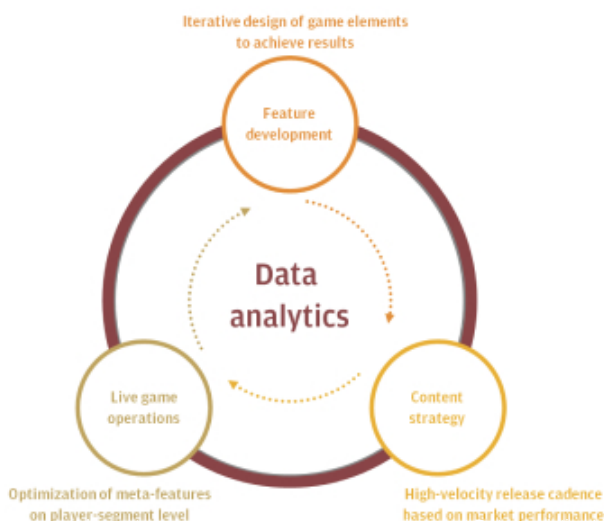 Iterative design of game elements
to achieve results
Feature
development
Data
analytics
Live game
operations
Content
strategy
Optimization of meta-features
on player-segment level
High-velocity release cadence
based on market performance